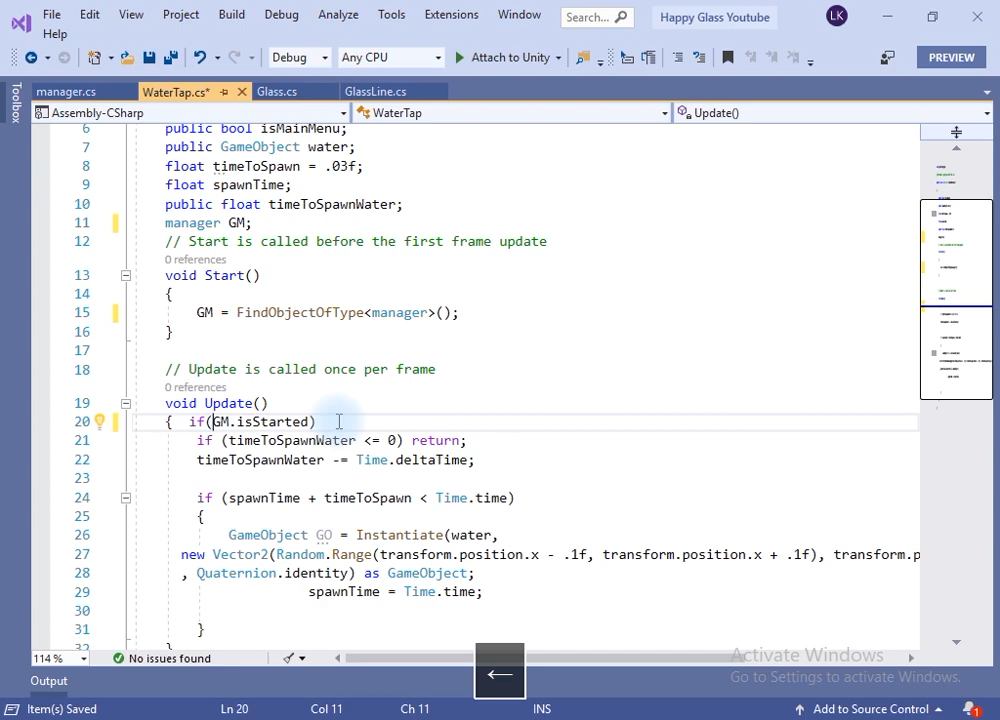 File Edit View Project Build Debug Analyze Tools Extensions Window Search... Happy Glass Youtube LK
Help
Debug Any CPU Attach to Unity PREVIEW
Toolbox
manager.cs WaterTap.cs* Glass.cs GlassLine.cs
Assembly-CSharp WaterTap Update()
6 public bool isMainMenu;
7 public GameObject water;
8 float timeToSpawn = .03f;
9 float spawnTime;
10 public float timeToSpawnWater;
11 manager GM;
12 // Start is called before the first frame update
0 references
13 void Start()
14 {
15 GM = FindObjectOfType<manager>();
16 }
17
18 // Update is called once per frame
0 references
19 void Update()
20 { if(GM.isStarted)
21 if (timeToSpawnWater <= 0) return;
22 timeToSpawnWater -= Time.deltaTime;
23
24 if (spawnTime + timeToSpawn < Time.time)
25 {
26 GameObject GO = Instantiate(water,
27 new Vector2(Random.Range(transform.position.x - .1f, transform.position.x + .1f), transform.p
28 , Quaternion.identity) as GameObject;
29 spawnTime = Time.time;
30
31 }
32 }
114 % No issues found
←
Activate Windows
Go to Settings to activate Windows.
Output
Item(s) Saved Ln 20 Col 11 Ch 11 INS Add to Source Control 1